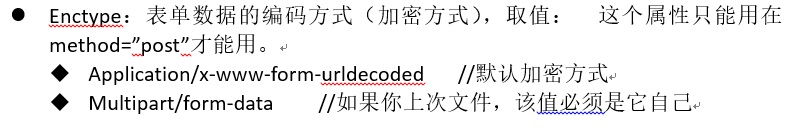 ● Enctype：表单数据的编码方式（加密方式），取值： 这个属性只能用在
method=”post”才能用。
◆ Application/x-www-form-urldecoded //默认加密方式
◆ Multipart/form-data //如果你上次文件，该值必须是它自己